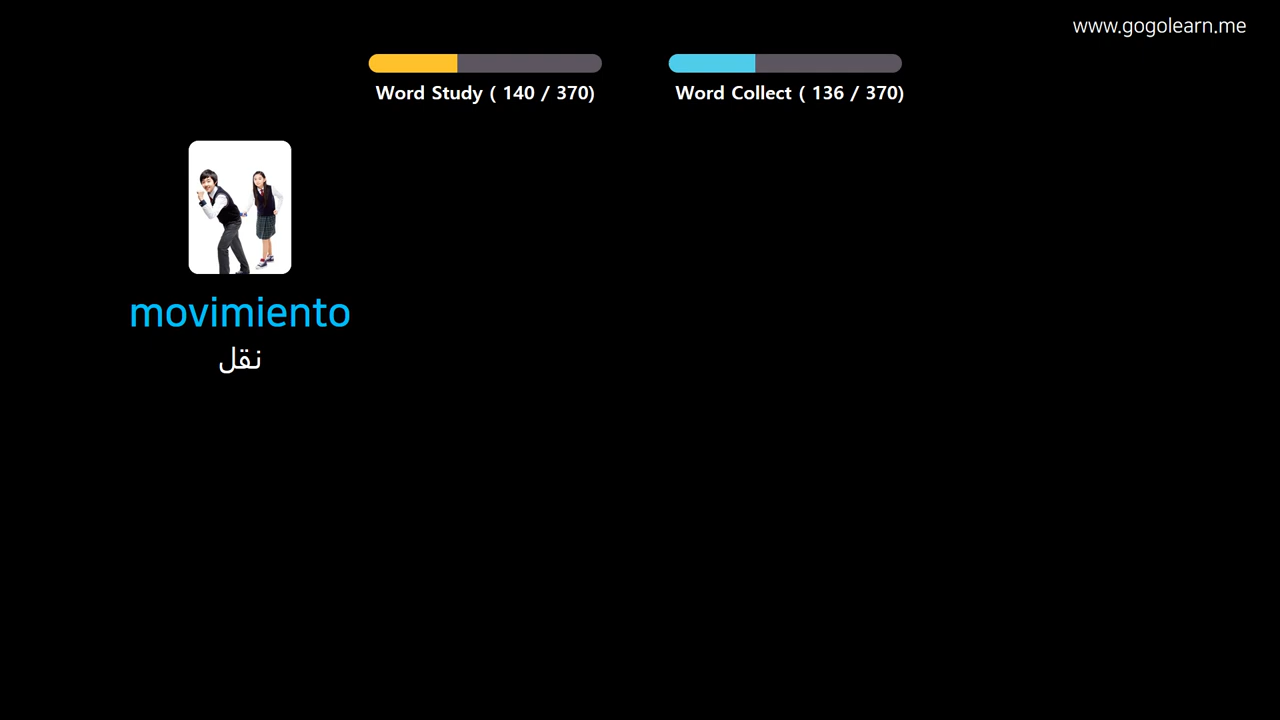 www.gogolearn.me
Word Study ( 140 / 370)
Word Collect ( 136 / 370)
movimiento
نقل